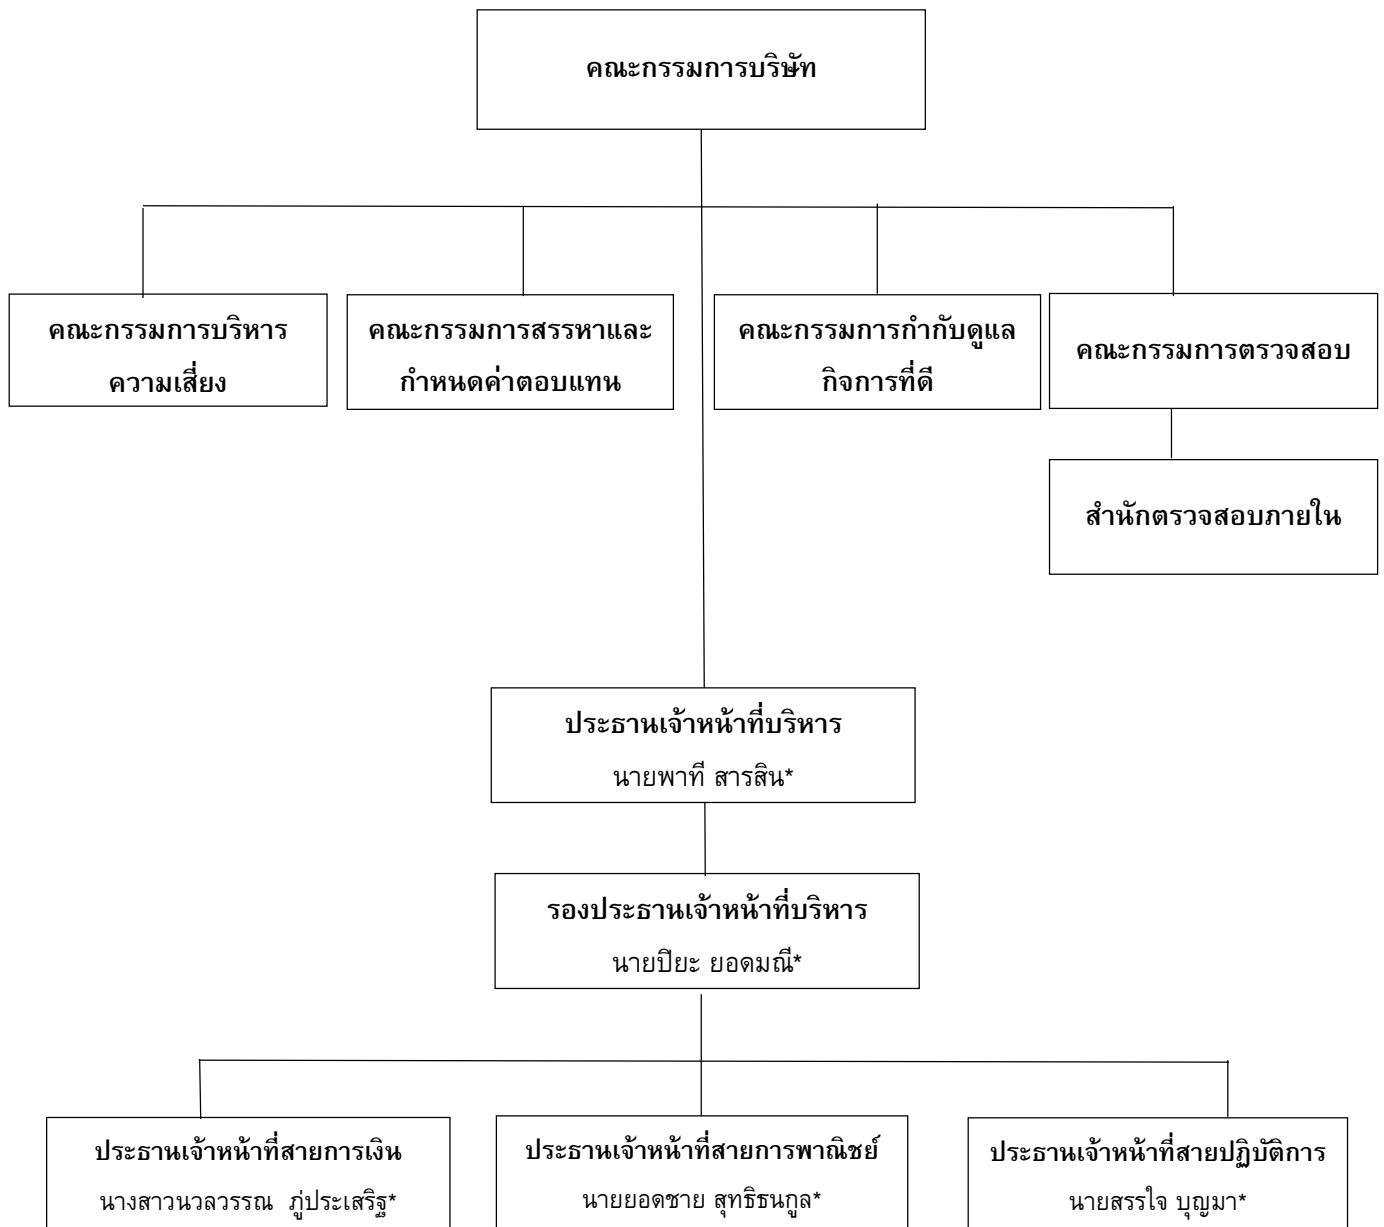 คณะกรรมการบริษัท
คณะกรรมการบริหาร
ความเสี่ยง
คณะกรรมการสรรหาและ
กำหนดค่าตอบแทน
คณะกรรมการกำกับดูแล
กิจการที่ดี
คณะกรรมการตรวจสอบ
สำนักตรวจสอบภายใน
ประธานเจ้าหน้าที่บริหาร
นายพาที สารสิน*
รองประธานเจ้าหน้าที่บริหาร
นายปิยะ ยอดมณี*
ประธานเจ้าหน้าที่สายการเงิน
นางสาวนวลวรรณ ภู่ประเสริฐ*
ประธานเจ้าหน้าที่สายการพาณิชย์
นายยอดชาย สุทธิธนกูล*
ประธานเจ้าหน้าที่สายปฏิบัติการ
นายสรรใจ บุญมา*